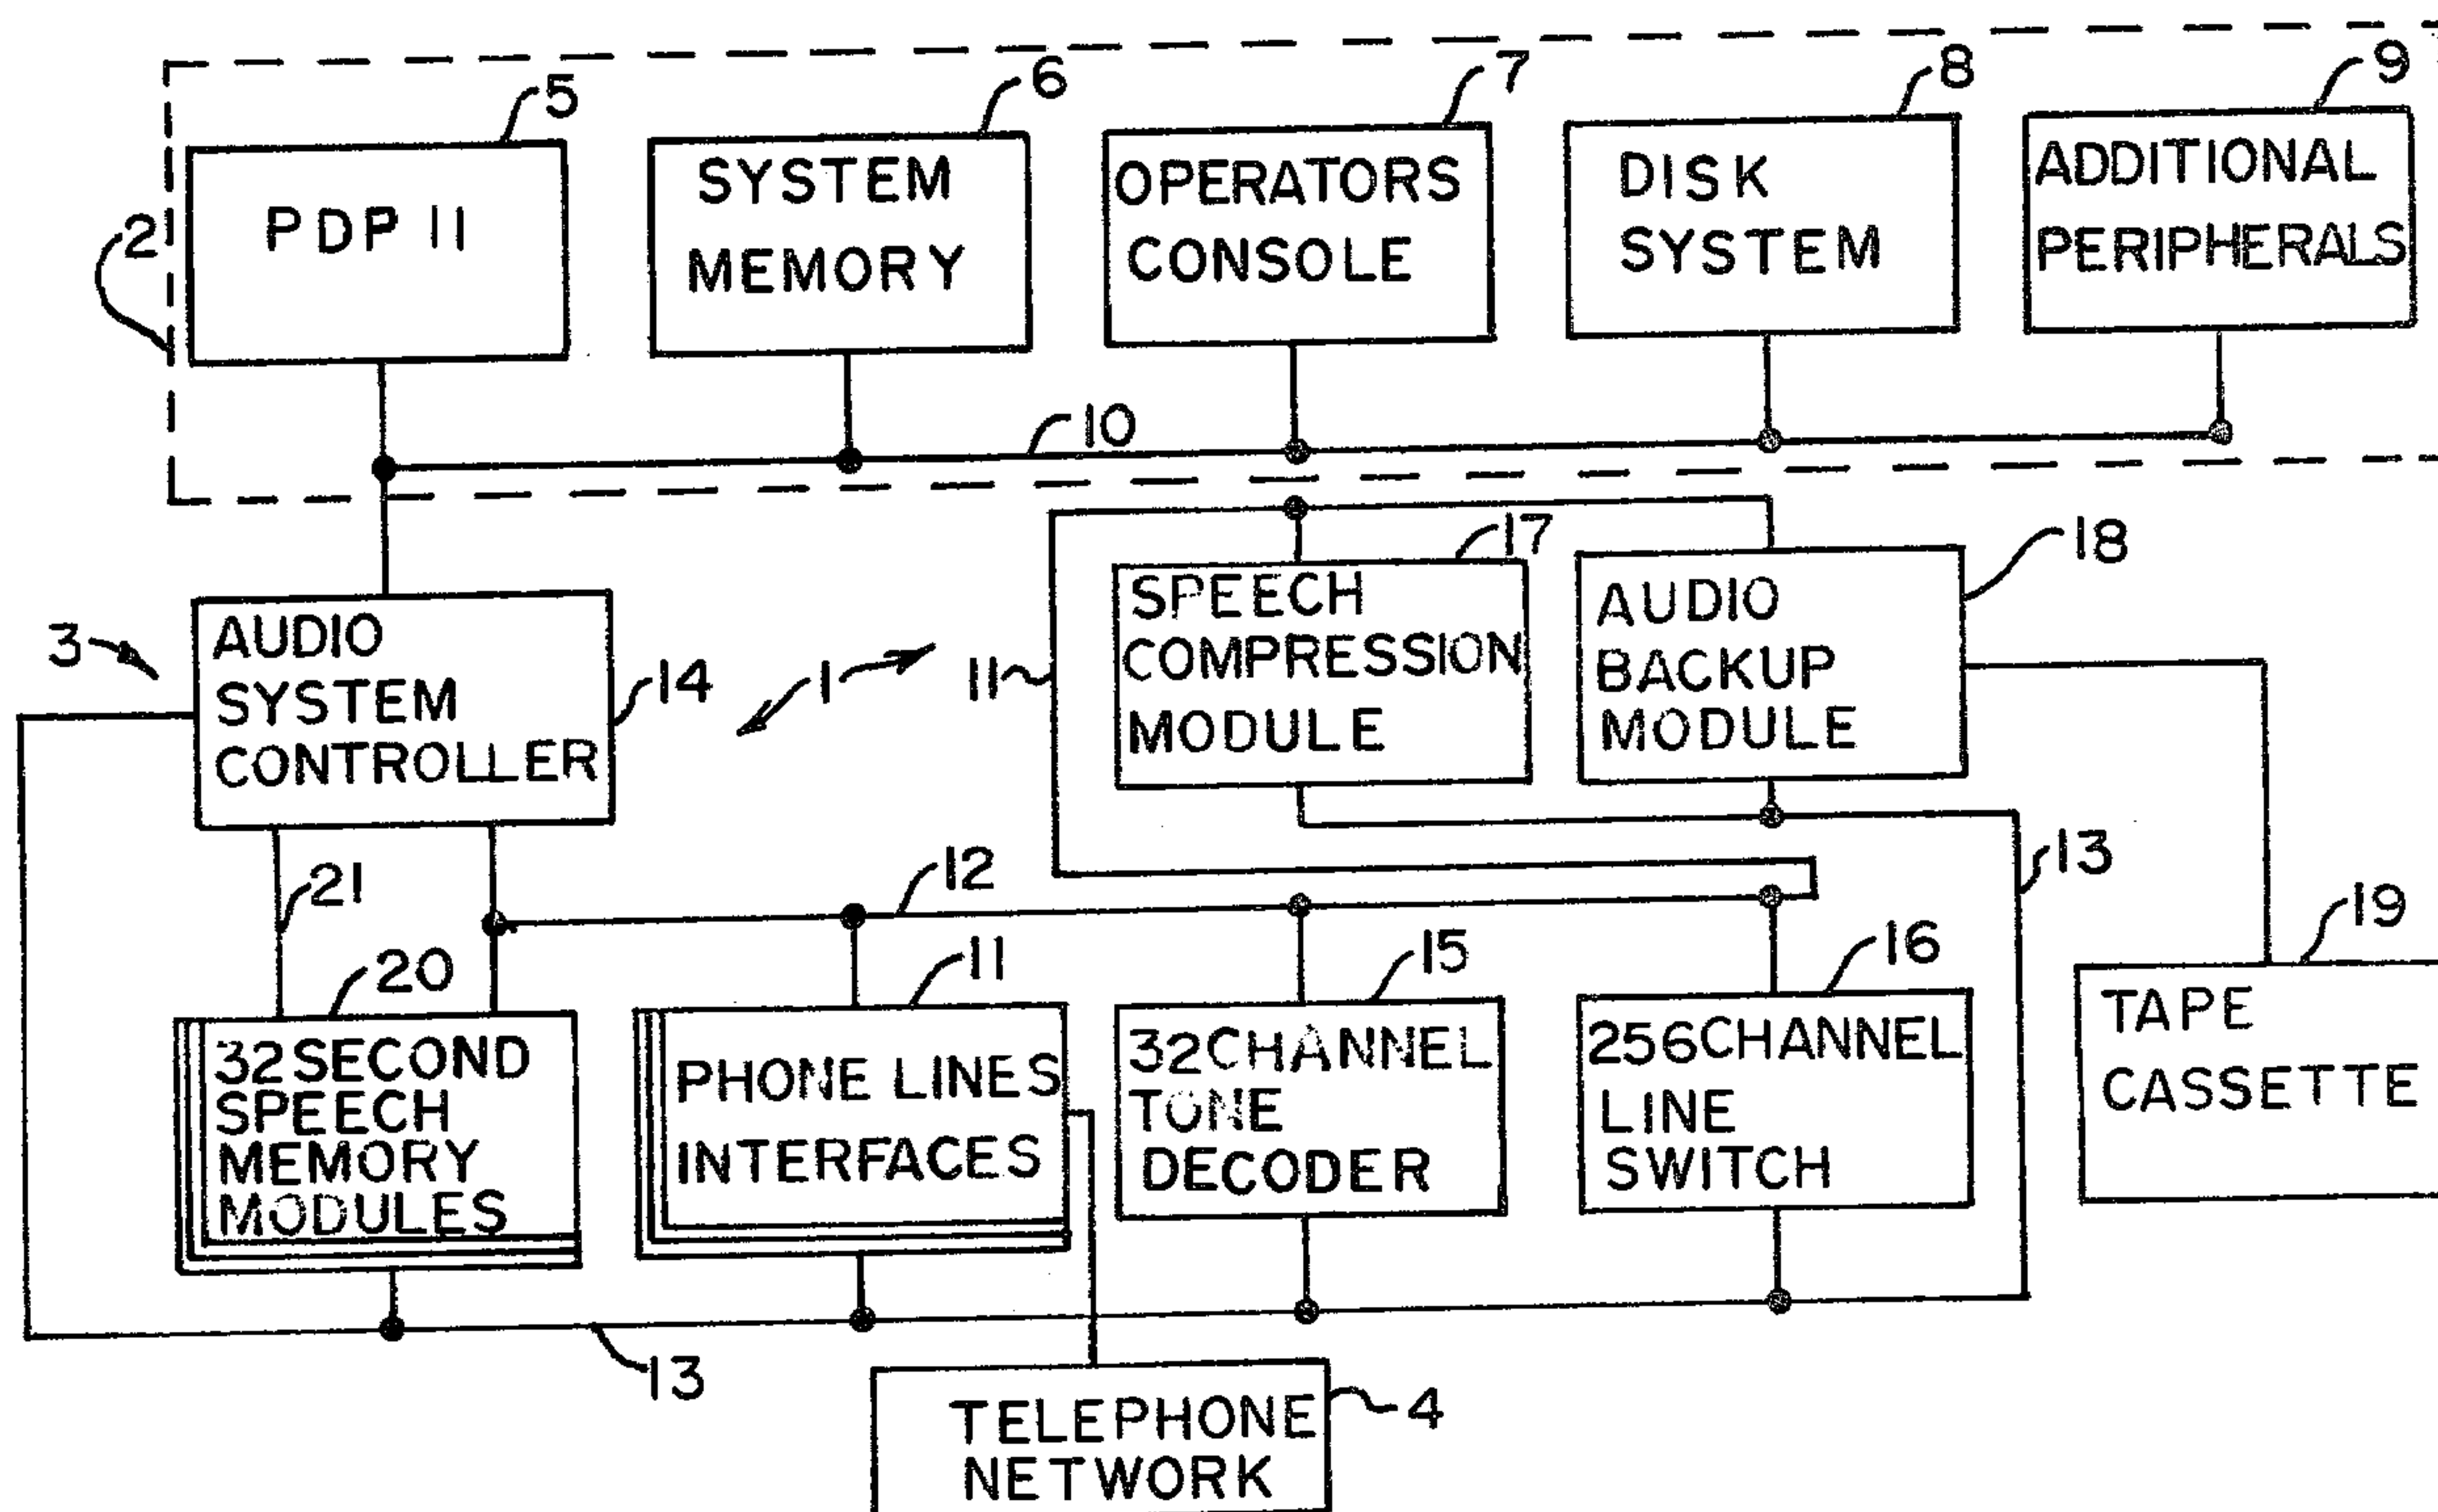 5
6
7
8
9
PDP 11
SYSTEM
MEMORY
OPERATORS
CONSOLE
DISK
SYSTEM
ADDITIONAL
PERIPHERALS
2
10
17
18
3
AUDIO
SYSTEM
CONTROLLER
14
1
11
SPEECH
COMPRESSION
MODULE
AUDIO
BACKUP
MODULE
21
12
13
19
20
11
15
16
32 SECOND
SPEECH
MEMORY
MODULES
PHONE LINES
INTERFACES
32 CHANNEL
TONE
DECODER
256 CHANNEL
LINE
SWITCH
TAPE
CASSETTE
13
TELEPHONE
NETWORK
4